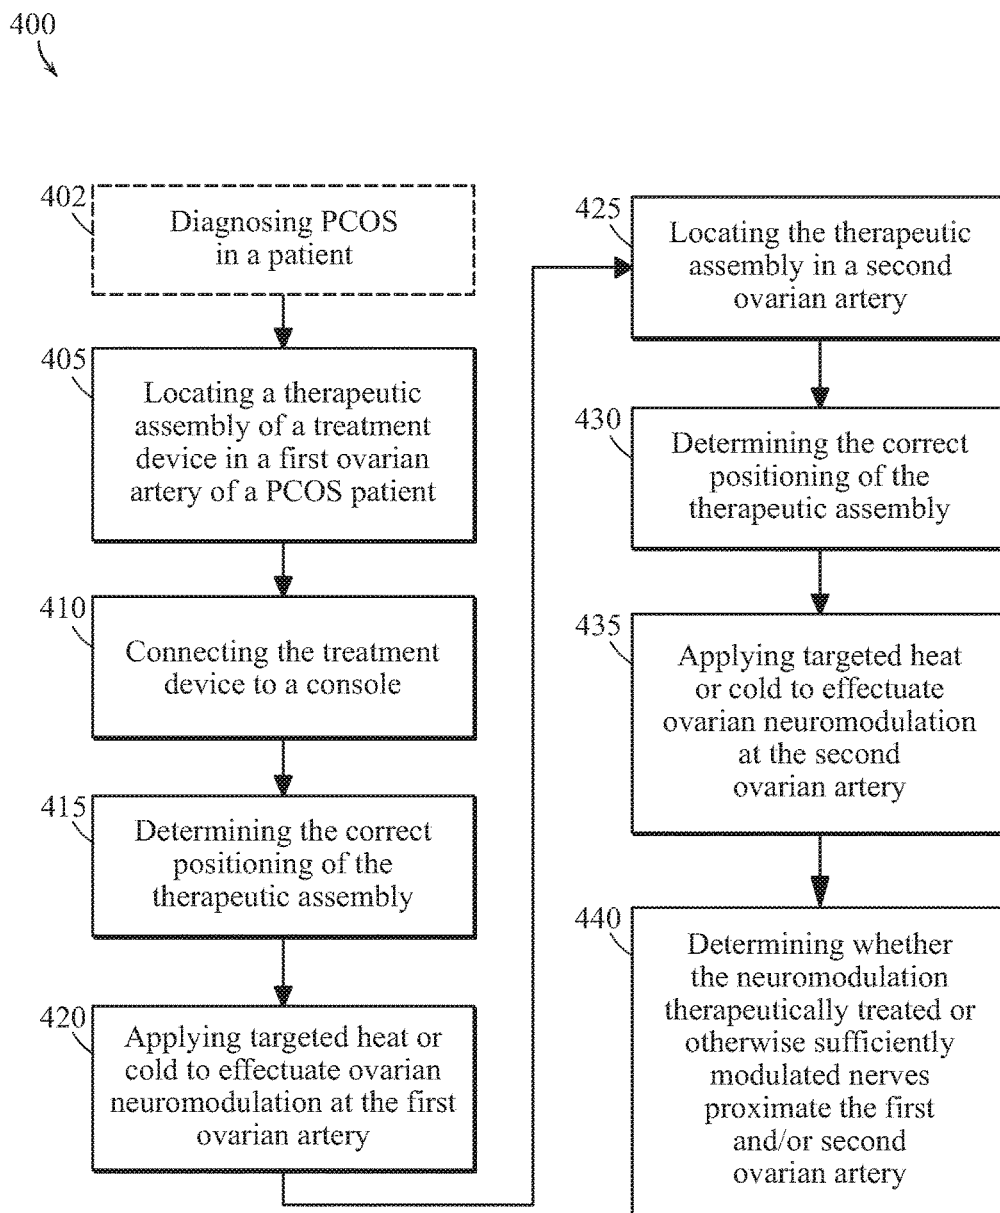 400
402
Diagnosing PCOS
in a patient
405
Locating a therapeutic
assembly of a treatment
device in a first ovarian
artery of a PCOS patient
410
Connecting the treatment
device to a console
415
Determining the correct
positioning of the
therapeutic assembly
420
Applying targeted heat or
cold to effectuate ovarian
neuromodulation at the first
ovarian artery
425
Locating the therapeutic
assembly in a second
ovarian artery
430
Determining the correct
positioning of the
therapeutic assembly
435
Applying targeted heat
or cold to effectuate
ovarian neuromodulation
at the second
ovarian artery
440
Determining whether
the neuromodulation
therapeutically treated or
otherwise sufficiently
modulated nerves
proximate the first
and/or second
ovarian artery